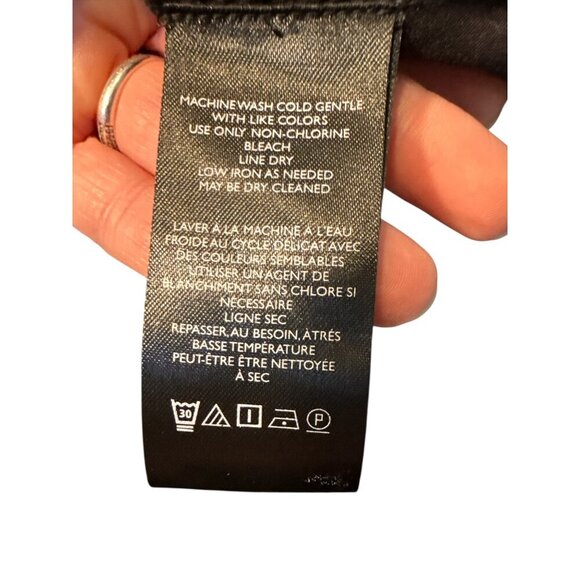 MACHINE WASH COLD GENTLE
WITH LIKE COLORS
USE ONLY NON-CHLORINE
BLEACH
LINE DRY
LOW IRON AS NEEDED
MAY BE DRY CLEANED
LAVER À LA MACHINE À L'EAU
FROIDE AU CYCLE DÉLICAT AVEC
DES COULEURS SEMBLABLES
UTILISER UN AGENT DE
BLANCHIMENT SANS CHLORE SI
NÉCESSAIRE
LIGNE SEC
REPASSER, AU BESOIN, À TRÉS
BASSE TEMPÉRATURE
PEUT-ÊTRE ÊTRE NETTOYÉE
À SEC
30 P